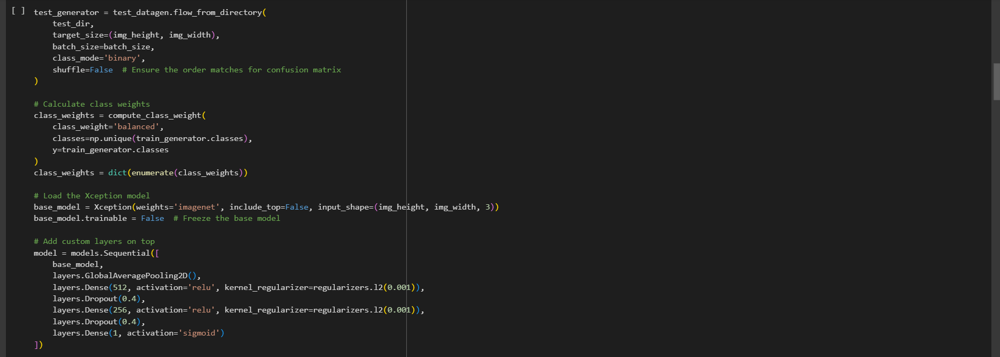 [ ] test_generator = test_datagen.flow_from_directory(
    test_dir,
    target_size=(img_height, img_width),
    batch_size=batch_size,
    class_mode='binary',
    shuffle=False  # Ensure the order matches for confusion matrix
)

# Calculate class weights
class_weights = compute_class_weight(
    class_weight='balanced',
    classes=np.unique(train_generator.classes),
    y=train_generator.classes
)
class_weights = dict(enumerate(class_weights))

# Load the Xception model
base_model = Xception(weights='imagenet', include_top=False, input_shape=(img_height, img_width, 3))
base_model.trainable = False  # Freeze the base model

# Add custom layers on top
model = models.Sequential([
    base_model,
    layers.GlobalAveragePooling2D(),
    layers.Dense(512, activation='relu', kernel_regularizer=regularizers.l2(0.001)),
    layers.Dropout(0.4),
    layers.Dense(256, activation='relu', kernel_regularizer=regularizers.l2(0.001)),
    layers.Dropout(0.4),
    layers.Dense(1, activation='sigmoid')
])